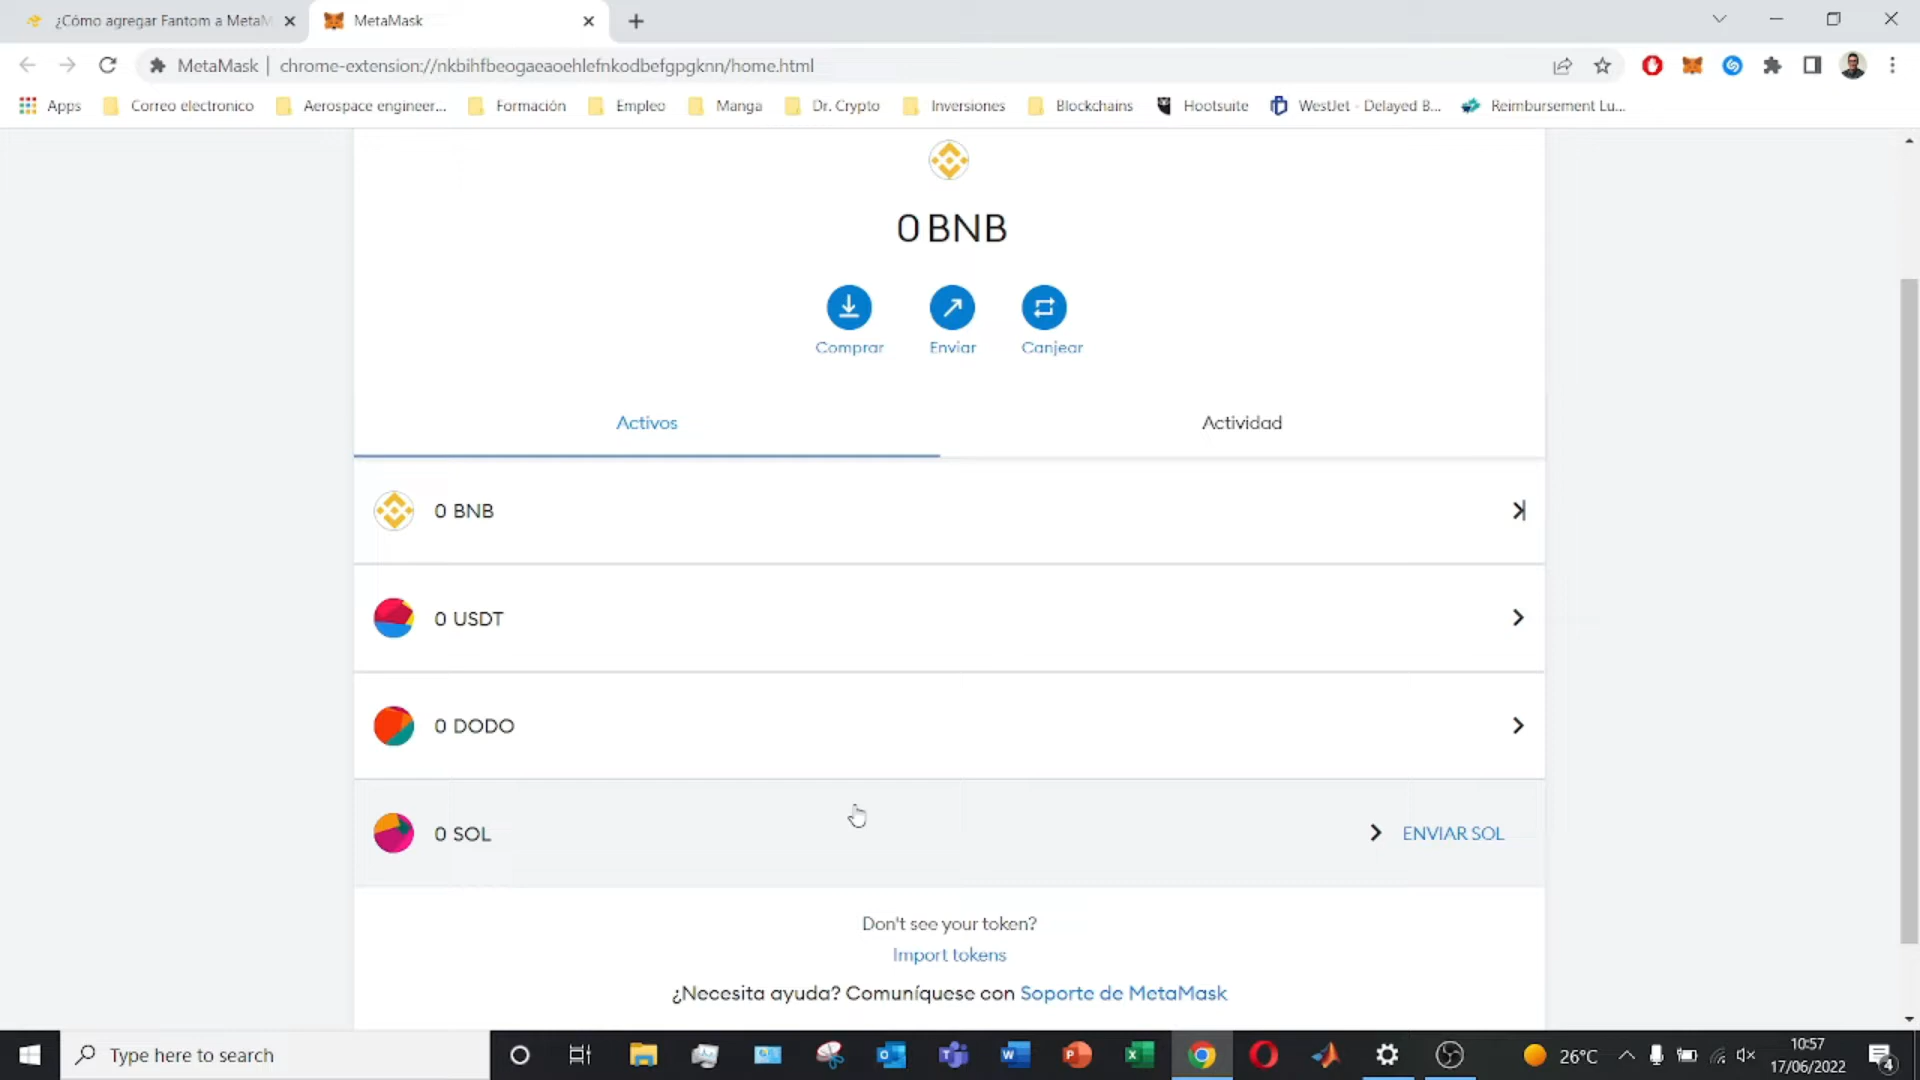 ¿Cómo agregar Fantom a MetaM
MetaMask
MetaMask | chrome-extension://nkbihfbeogaeaoehlefnkodbefgpgknn/home.html
Apps
Correo electronico
Aerospace engineer...
Formación
Empleo
Manga
Dr. Crypto
Inversiones
Blockchains
Hootsuite
WestJet - Delayed B...
Reimbursement Lu...
0 BNB
Comprar
Enviar
Canjear
Activos
Actividad
0 BNB
0 USDT
0 DODO
0 SOL
ENVIAR SOL
Don't see your token?
Import tokens
¿Necesita ayuda? Comuníquese con Soporte de MetaMask
Type here to search
26°C
10:57
17/06/2022
4